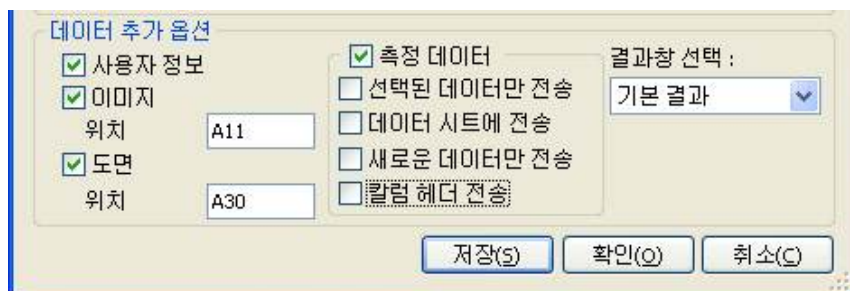 데이터 추가 옵션
사용자 정보
이미지
위치 A11
도면
위치 A30
측정 데이터
선택된 데이터만 전송
데이터 시트에 전송
새로운 데이터만 전송
칼럼 헤더 전송
결과창 선택 :
기본 결과
저장(S) 확인(O) 취소(C)